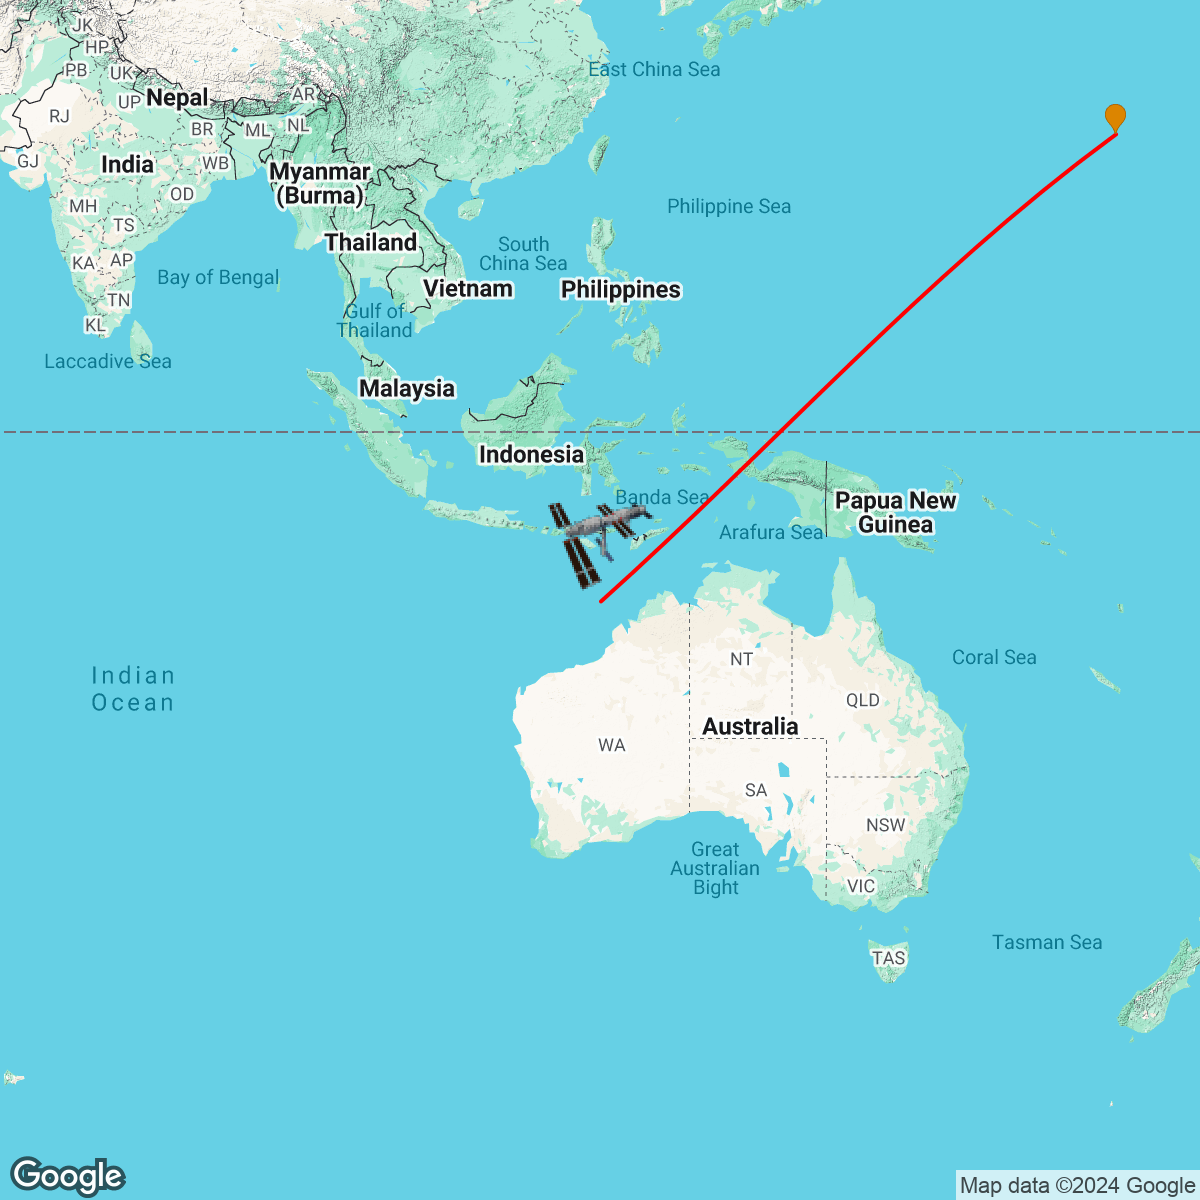 JK
HP
PB
UK
East China Sea
Nepal
AR
UP
RJ
BR
ML
NL
GJ
India
WB
Myanmar
(Burma)
OD
MH
Philippine Sea
TS
Thailand
South
China Sea
KA
AP
Bay of Bengal
Vietnam
Philippines
TN
Gulf of
Thailand
KL
Laccadive Sea
Malaysia
Indonesia
Banda Sea
Papua New
Guinea
Arafura Sea
Indian
Ocean
NT
Coral Sea
QLD
Australia
WA
SA
NSW
Great
Australian
Bight
VIC
Tasman Sea
TAS
Google
Map data ©2024 Google